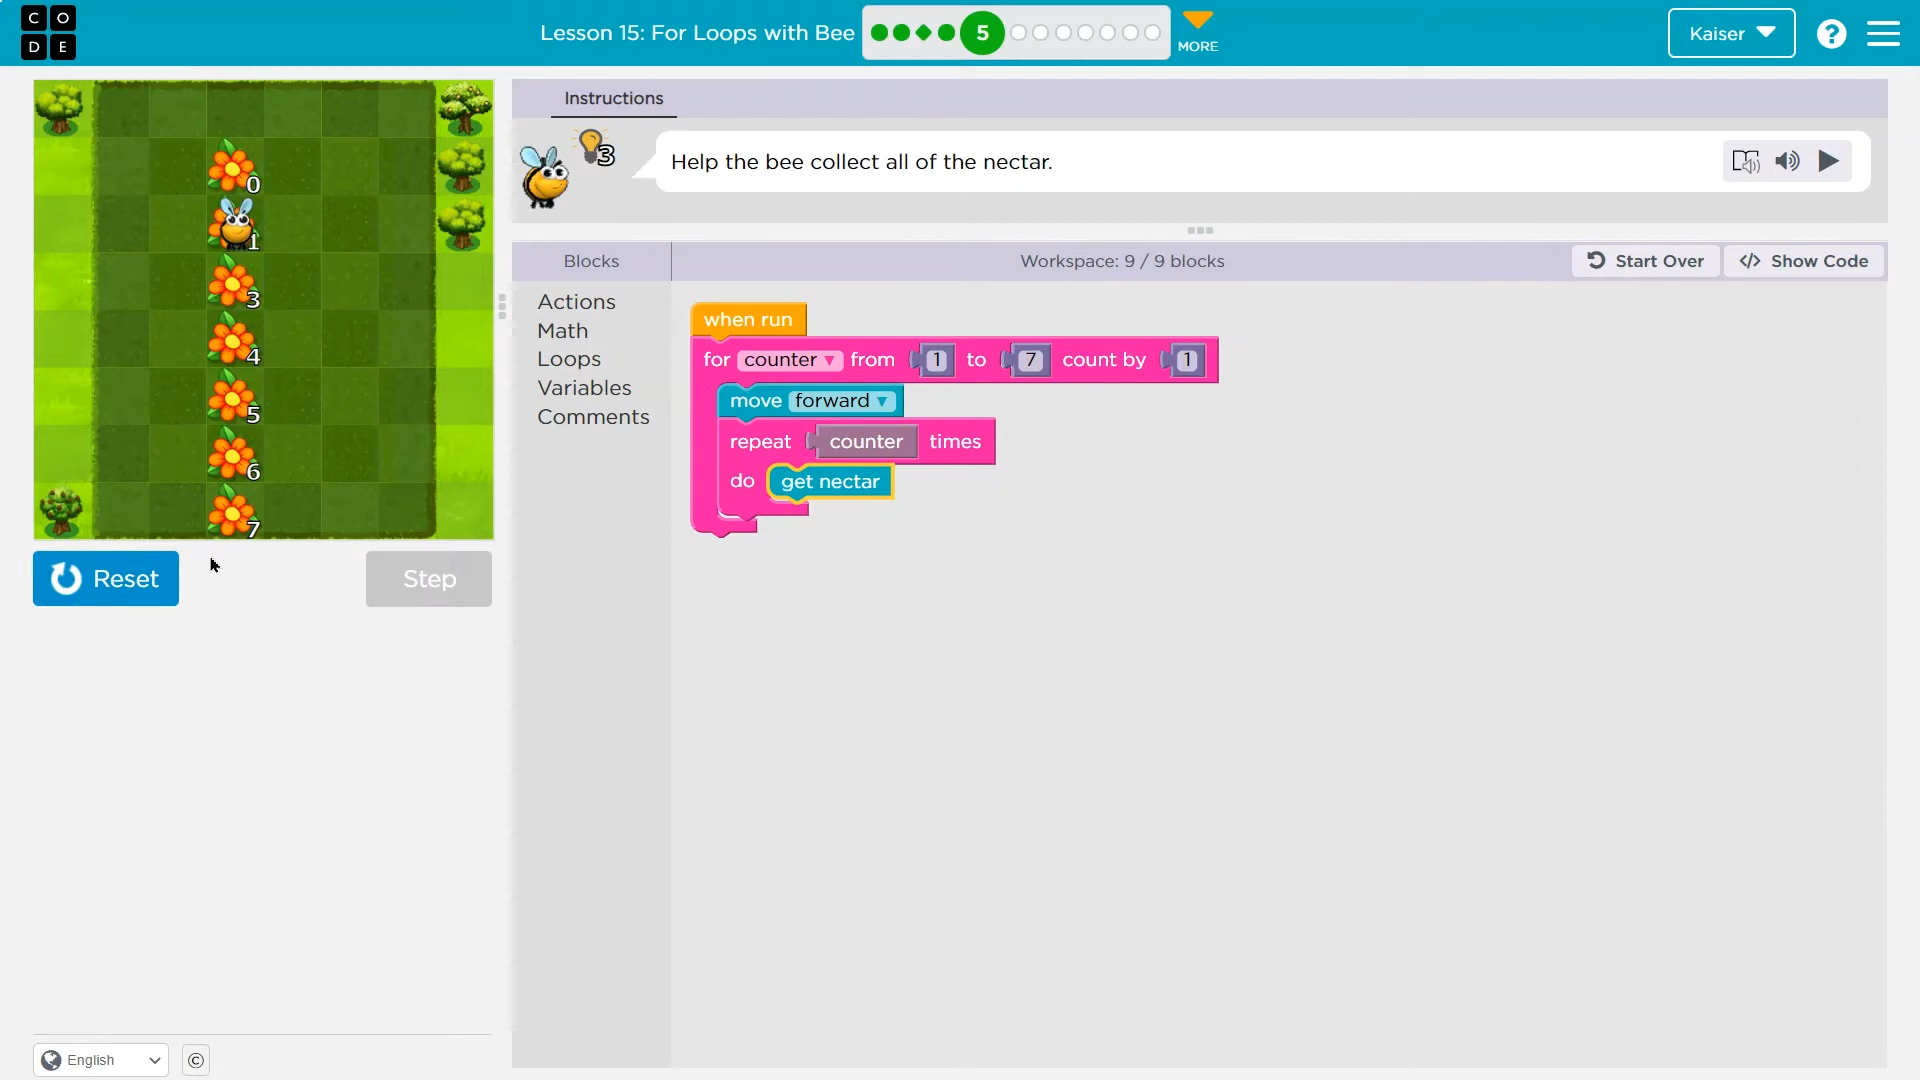 C O
D E
Lesson 15: For Loops with Bee
5
MORE
Kaiser
?
Instructions
3
Help the bee collect all of the nectar.
0
1
3
4
5
6
7
Reset
Step
Blocks
Workspace: 9 / 9 blocks
Start Over
</> Show Code
Actions
Math
Loops
Variables
Comments
when run
for counter ▼ from 1 to 7 count by 1
move forward ▼
repeat counter times
do get nectar
English
©